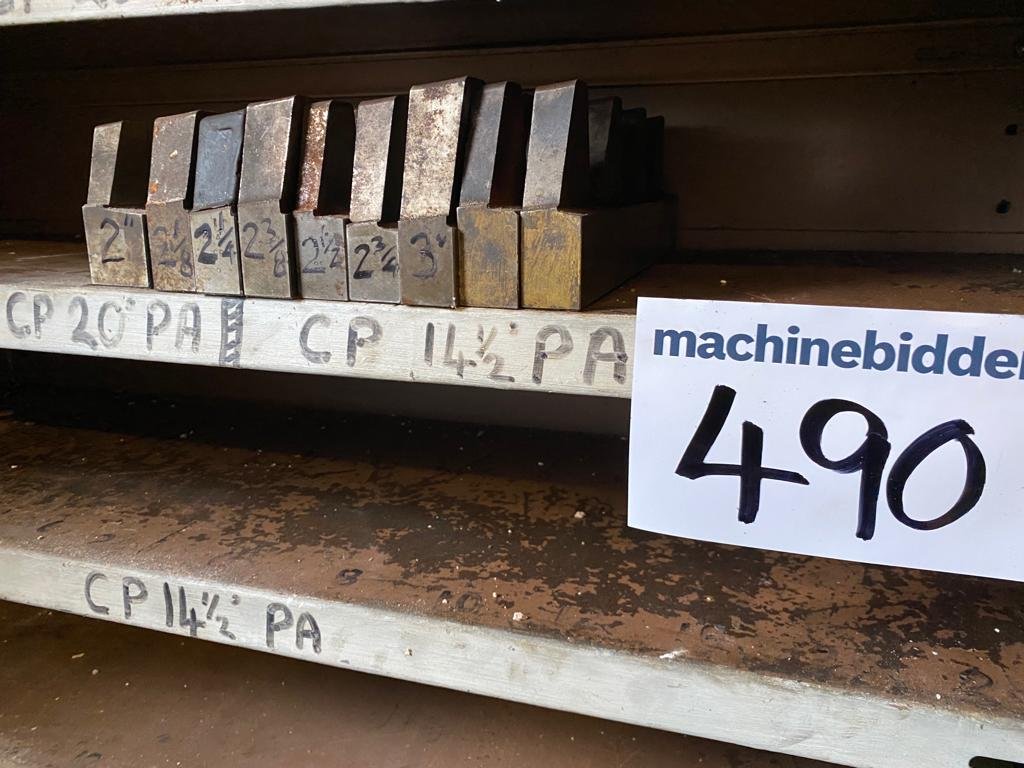 2" 2 1/8 2 1/4 2 3/8 2 1/2 2 3/4 3"
CP 20° PA CP 14½° PA
machinebidde
490
CP 14½° PA